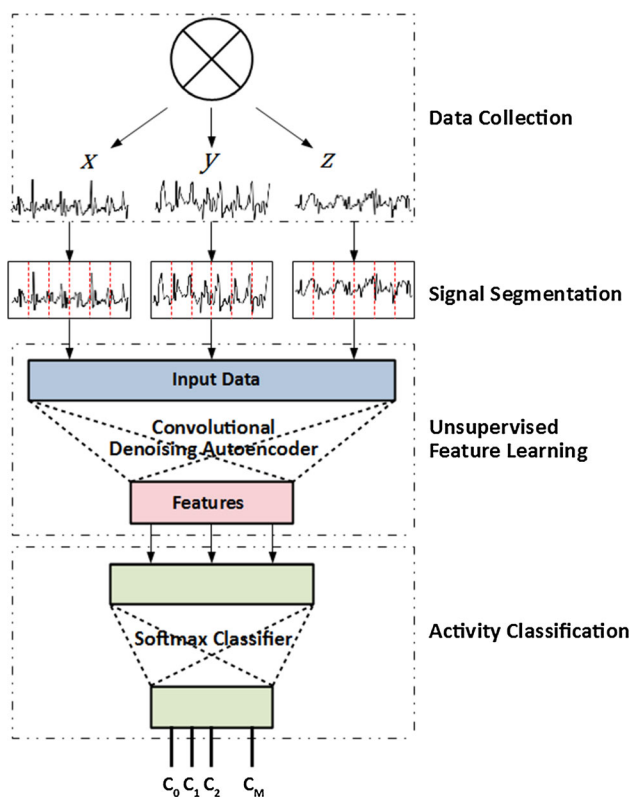 Data Collection
x y z
Signal Segmentation
Input Data
Convolutional
Denoising Autoencoder
Unsupervised
Feature Learning
Features
Softmax Classifier
Activity Classification
C₀ C₁ C₂ C_M